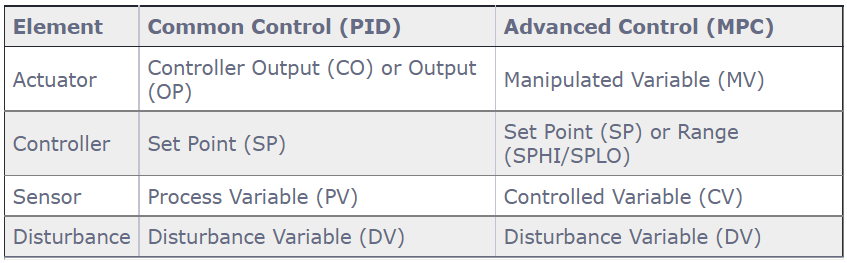 Element Common Control (PID) Advanced Control (MPC)
Actuator Controller Output (CO) or Output (OP) Manipulated Variable (MV)
Controller Set Point (SP) Set Point (SP) or Range (SPHI/SPLO)
Sensor Process Variable (PV) Controlled Variable (CV)
Disturbance Disturbance Variable (DV) Disturbance Variable (DV)